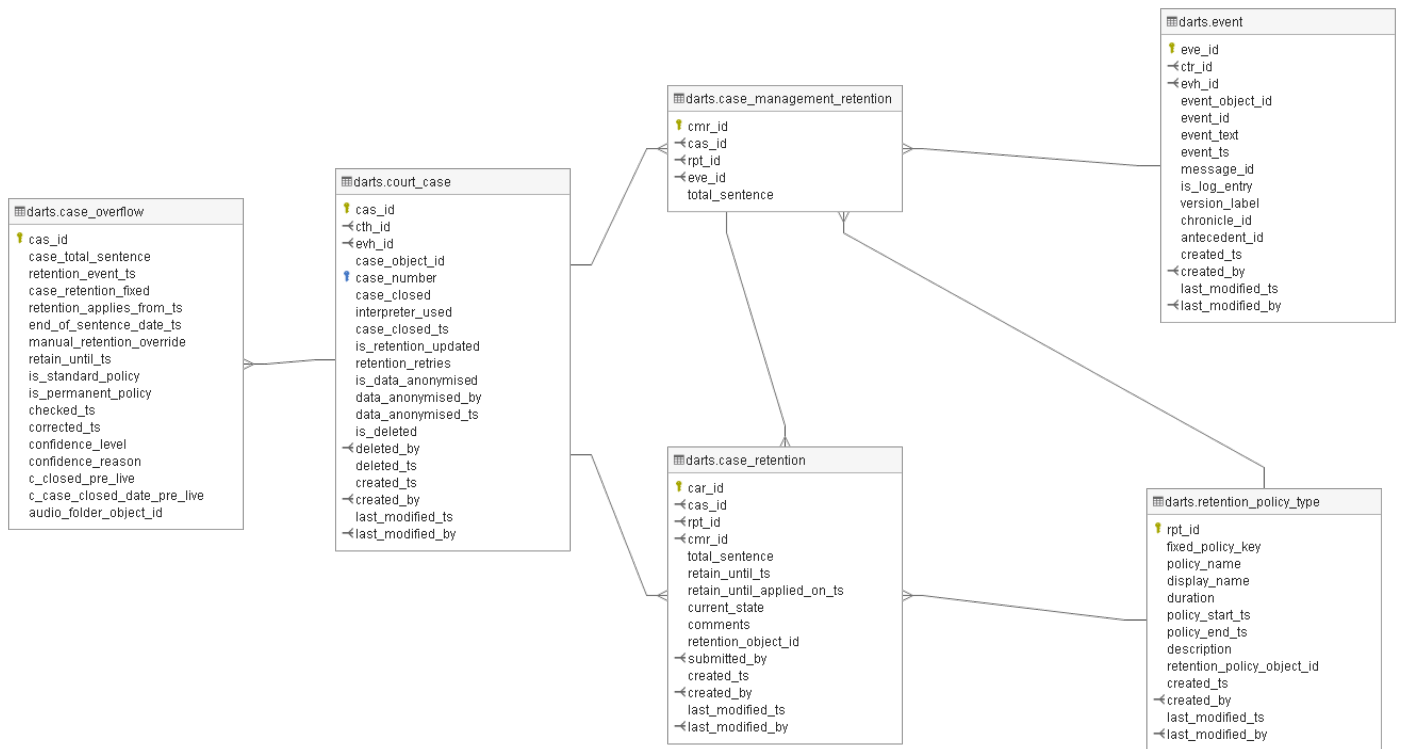 darts.case_overflow
cas_id
case_total_sentence
retention_event_ts
case_retention_fixed
retention_applies_from_ts
end_of_sentence_date_ts
manual_retention_override
retain_until_ts
is_standard_policy
is_permanent_policy
checked_ts
corrected_ts
confidence_level
confidence_reason
c_closed_pre_live
c_case_closed_date_pre_live
audio_folder_object_id
darts.court_case
cas_id
cth_id
evh_id
case_object_id
case_number
case_closed
interpreter_used
case_closed_ts
is_retention_updated
retention_retries
is_data_anonymised
data_anonymised_by
data_anonymised_ts
is_deleted
deleted_by
deleted_ts
created_ts
created_by
last_modified_ts
last_modified_by
darts.case_management_retention
cmr_id
cas_id
rpt_id
eve_id
total_sentence
darts.case_retention
car_id
cas_id
rpt_id
cmr_id
total_sentence
retain_until_ts
retain_until_applied_on_ts
current_state
comments
retention_object_id
submitted_by
created_ts
created_by
last_modified_ts
last_modified_by
darts.event
eve_id
ctr_id
evh_id
event_object_id
event_id
event_text
event_ts
message_id
is_log_entry
version_label
chronicle_id
antecedent_id
created_ts
created_by
last_modified_ts
last_modified_by
darts.retention_policy_type
rpt_id
fixed_policy_key
policy_name
display_name
duration
policy_start_ts
policy_end_ts
description
retention_policy_object_id
created_ts
created_by
last_modified_ts
last_modified_by